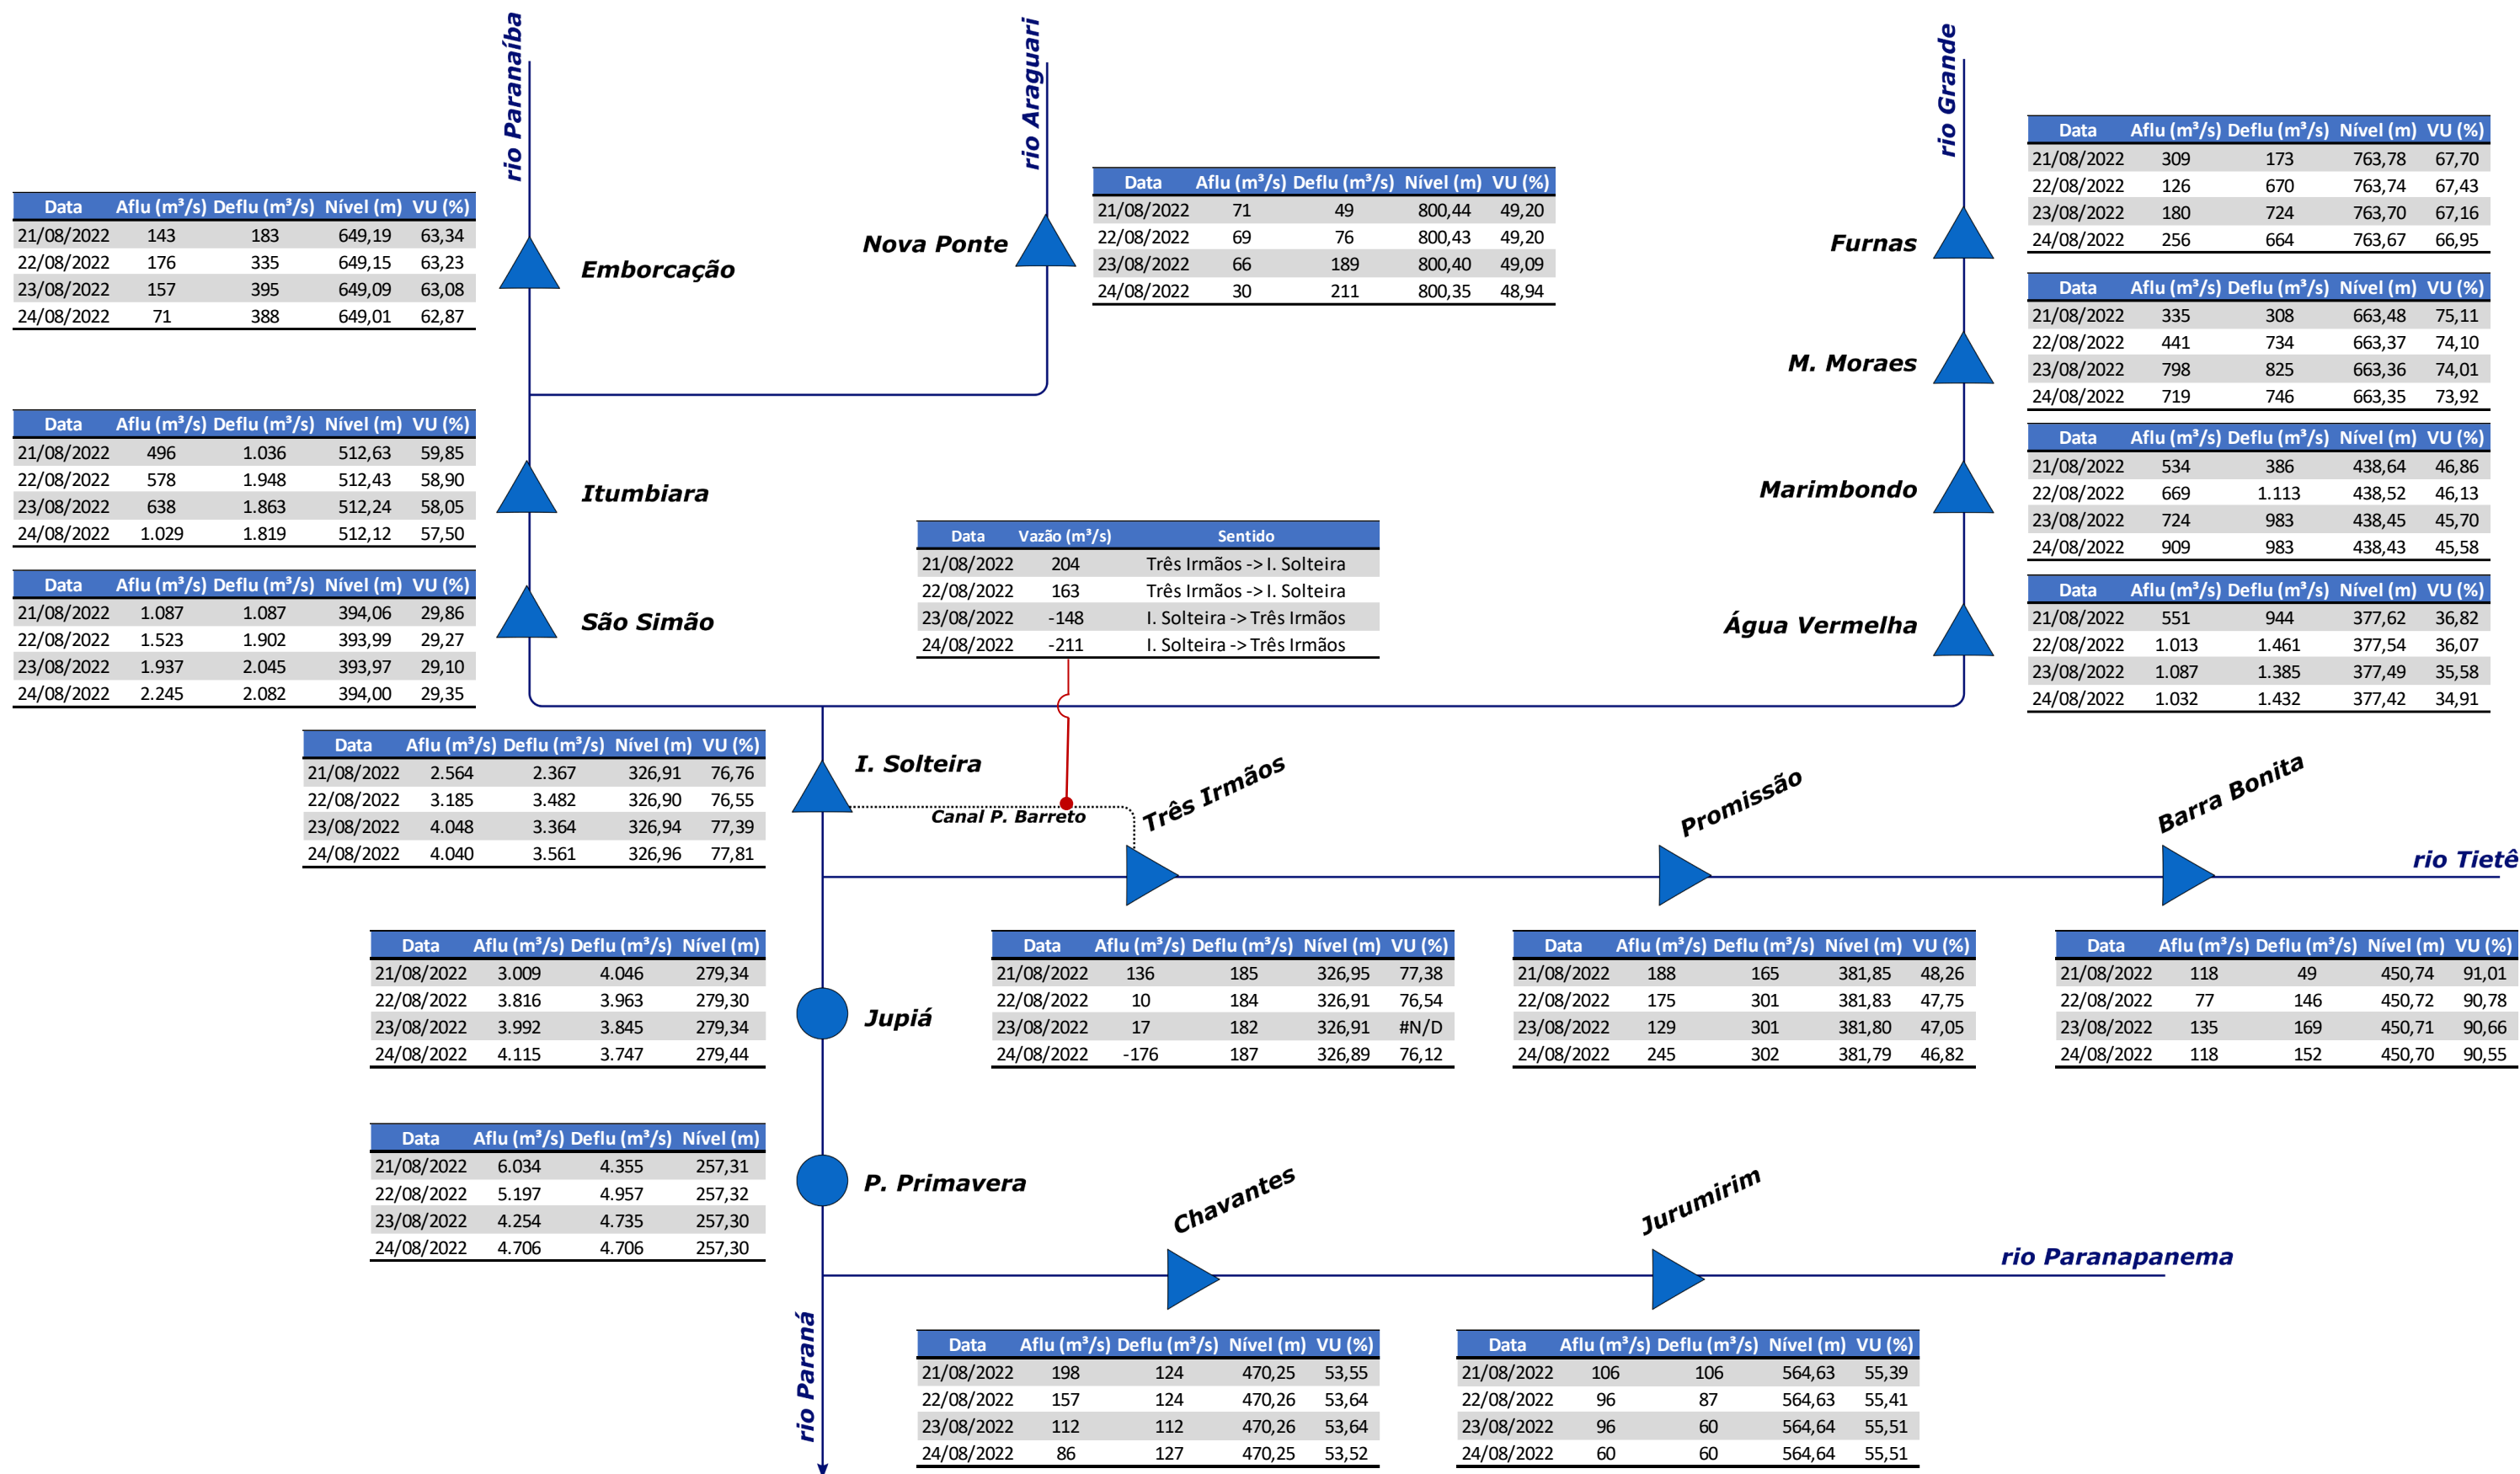 rio Paranaíba
rio Araguari
rio Grande
Data Aflu (m³/s) Deflu (m³/s) Nível (m) VU (%)
21/08/2022 143 183 649,19 63,34
22/08/2022 176 335 649,15 63,23
23/08/2022 157 395 649,09 63,08
24/08/2022 71 388 649,01 62,87
Emborcação
Nova Ponte
Data Aflu (m³/s) Deflu (m³/s) Nível (m) VU (%)
21/08/2022 71 49 800,44 49,20
22/08/2022 69 76 800,43 49,20
23/08/2022 66 189 800,40 49,09
24/08/2022 30 211 800,35 48,94
Furnas
Data Aflu (m³/s) Deflu (m³/s) Nível (m) VU (%)
21/08/2022 309 173 763,78 67,70
22/08/2022 126 670 763,74 67,43
23/08/2022 180 724 763,70 67,16
24/08/2022 256 664 763,67 66,95
M. Moraes
Data Aflu (m³/s) Deflu (m³/s) Nível (m) VU (%)
21/08/2022 335 308 663,48 75,11
22/08/2022 441 734 663,37 74,10
23/08/2022 798 825 663,36 74,01
24/08/2022 719 746 663,35 73,92
Data Aflu (m³/s) Deflu (m³/s) Nível (m) VU (%)
21/08/2022 496 1.036 512,63 59,85
22/08/2022 578 1.948 512,43 58,90
23/08/2022 638 1.863 512,24 58,05
24/08/2022 1.029 1.819 512,12 57,50
Itumbiara
Marimbondo
Data Aflu (m³/s) Deflu (m³/s) Nível (m) VU (%)
21/08/2022 534 386 438,64 46,86
22/08/2022 669 1.113 438,52 46,13
23/08/2022 724 983 438,45 45,70
24/08/2022 909 983 438,43 45,58
Data Vazão (m³/s) Sentido
21/08/2022 204 Três Irmãos -> I. Solteira
22/08/2022 163 Três Irmãos -> I. Solteira
23/08/2022 -148 I. Solteira -> Três Irmãos
24/08/2022 -211 I. Solteira -> Três Irmãos
Data Aflu (m³/s) Deflu (m³/s) Nível (m) VU (%)
21/08/2022 1.087 1.087 394,06 29,86
22/08/2022 1.523 1.902 393,99 29,27
23/08/2022 1.937 2.045 393,97 29,10
24/08/2022 2.245 2.082 394,00 29,35
São Simão
Água Vermelha
Data Aflu (m³/s) Deflu (m³/s) Nível (m) VU (%)
21/08/2022 551 944 377,62 36,82
22/08/2022 1.013 1.461 377,54 36,07
23/08/2022 1.087 1.385 377,49 35,58
24/08/2022 1.032 1.432 377,42 34,91
Data Aflu (m³/s) Deflu (m³/s) Nível (m) VU (%)
21/08/2022 2.564 2.367 326,91 76,76
22/08/2022 3.185 3.482 326,90 76,55
23/08/2022 4.048 3.364 326,94 77,39
24/08/2022 4.040 3.561 326,96 77,81
I. Solteira
Canal P. Barreto
Três Irmãos
Promissão
Barra Bonita
rio Tietê
Data Aflu (m³/s) Deflu (m³/s) Nível (m)
21/08/2022 3.009 4.046 279,34
22/08/2022 3.816 3.963 279,30
23/08/2022 3.992 3.845 279,34
24/08/2022 4.115 3.747 279,44
Jupiá
Data Aflu (m³/s) Deflu (m³/s) Nível (m) VU (%)
21/08/2022 136 185 326,95 77,38
22/08/2022 10 184 326,91 76,54
23/08/2022 17 182 326,91 #N/D
24/08/2022 -176 187 326,89 76,12
Data Aflu (m³/s) Deflu (m³/s) Nível (m) VU (%)
21/08/2022 188 165 381,85 48,26
22/08/2022 175 301 381,83 47,75
23/08/2022 129 301 381,80 47,05
24/08/2022 245 302 381,79 46,82
Data Aflu (m³/s) Deflu (m³/s) Nível (m) VU (%)
21/08/2022 118 49 450,74 91,01
22/08/2022 77 146 450,72 90,78
23/08/2022 135 169 450,71 90,66
24/08/2022 118 152 450,70 90,55
Data Aflu (m³/s) Deflu (m³/s) Nível (m)
21/08/2022 6.034 4.355 257,31
22/08/2022 5.197 4.957 257,32
23/08/2022 4.254 4.735 257,30
24/08/2022 4.706 4.706 257,30
P. Primavera
Chavantes
Jurumirim
rio Paranapanema
rio Paraná
Data Aflu (m³/s) Deflu (m³/s) Nível (m) VU (%)
21/08/2022 198 124 470,25 53,55
22/08/2022 157 124 470,26 53,64
23/08/2022 112 112 470,26 53,64
24/08/2022 86 127 470,25 53,52
Data Aflu (m³/s) Deflu (m³/s) Nível (m) VU (%)
21/08/2022 106 106 564,63 55,39
22/08/2022 96 87 564,63 55,41
23/08/2022 96 60 564,64 55,51
24/08/2022 60 60 564,64 55,51